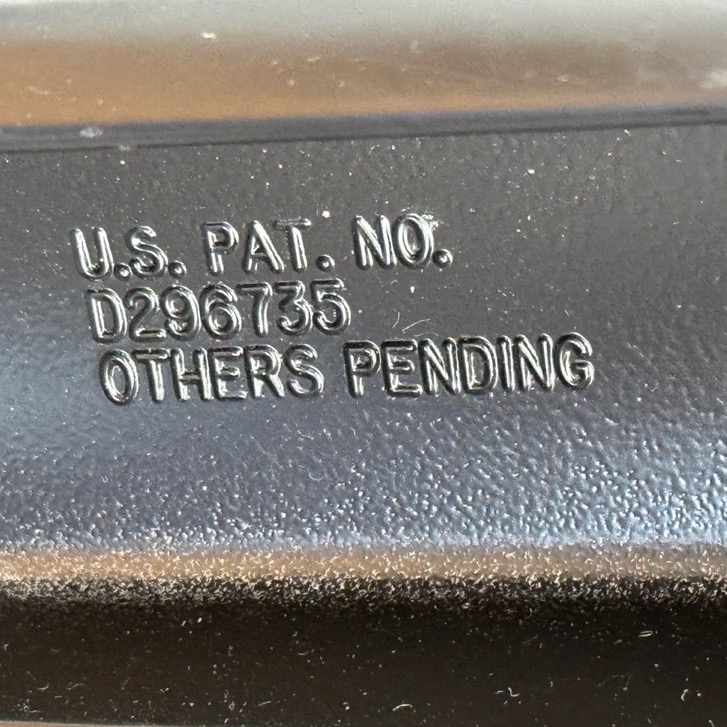 U.S. PAT. NO.
D296735
OTHERS PENDING